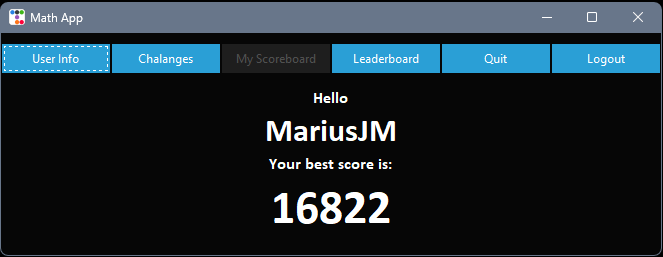 Math App
User Info Chalanges My Scoreboard Leaderboard Quit Logout
Hello
MariusJM
Your best score is:
16822